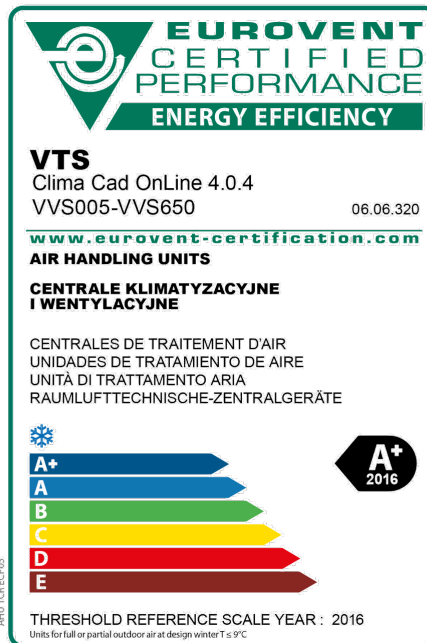 EUROVENT
CERTIFIED
PERFORMANCE
ENERGY EFFICIENCY
VTS
Clima Cad OnLine 4.0.4
VVS005-VVS650 06.06.320
www.eurovent-certification.com
AIR HANDLING UNITS
CENTRALE KLIMATYZACYJNE
I WENTYLACYJNE
CENTRALES DE TRAITEMENT D'AIR
UNIDADES DE TRATAMIENTO DE AIRE
UNITÀ DI TRATTAMENTO ARIA
RAUMLUFTTECHNISCHE-ZENTRALGERÄTE
A+
A
B
C
D
E
A+
2016
THRESHOLD REFERENCE SCALE YEAR : 2016
Units for full or partial outdoor air at design winter T ≤ 9°C